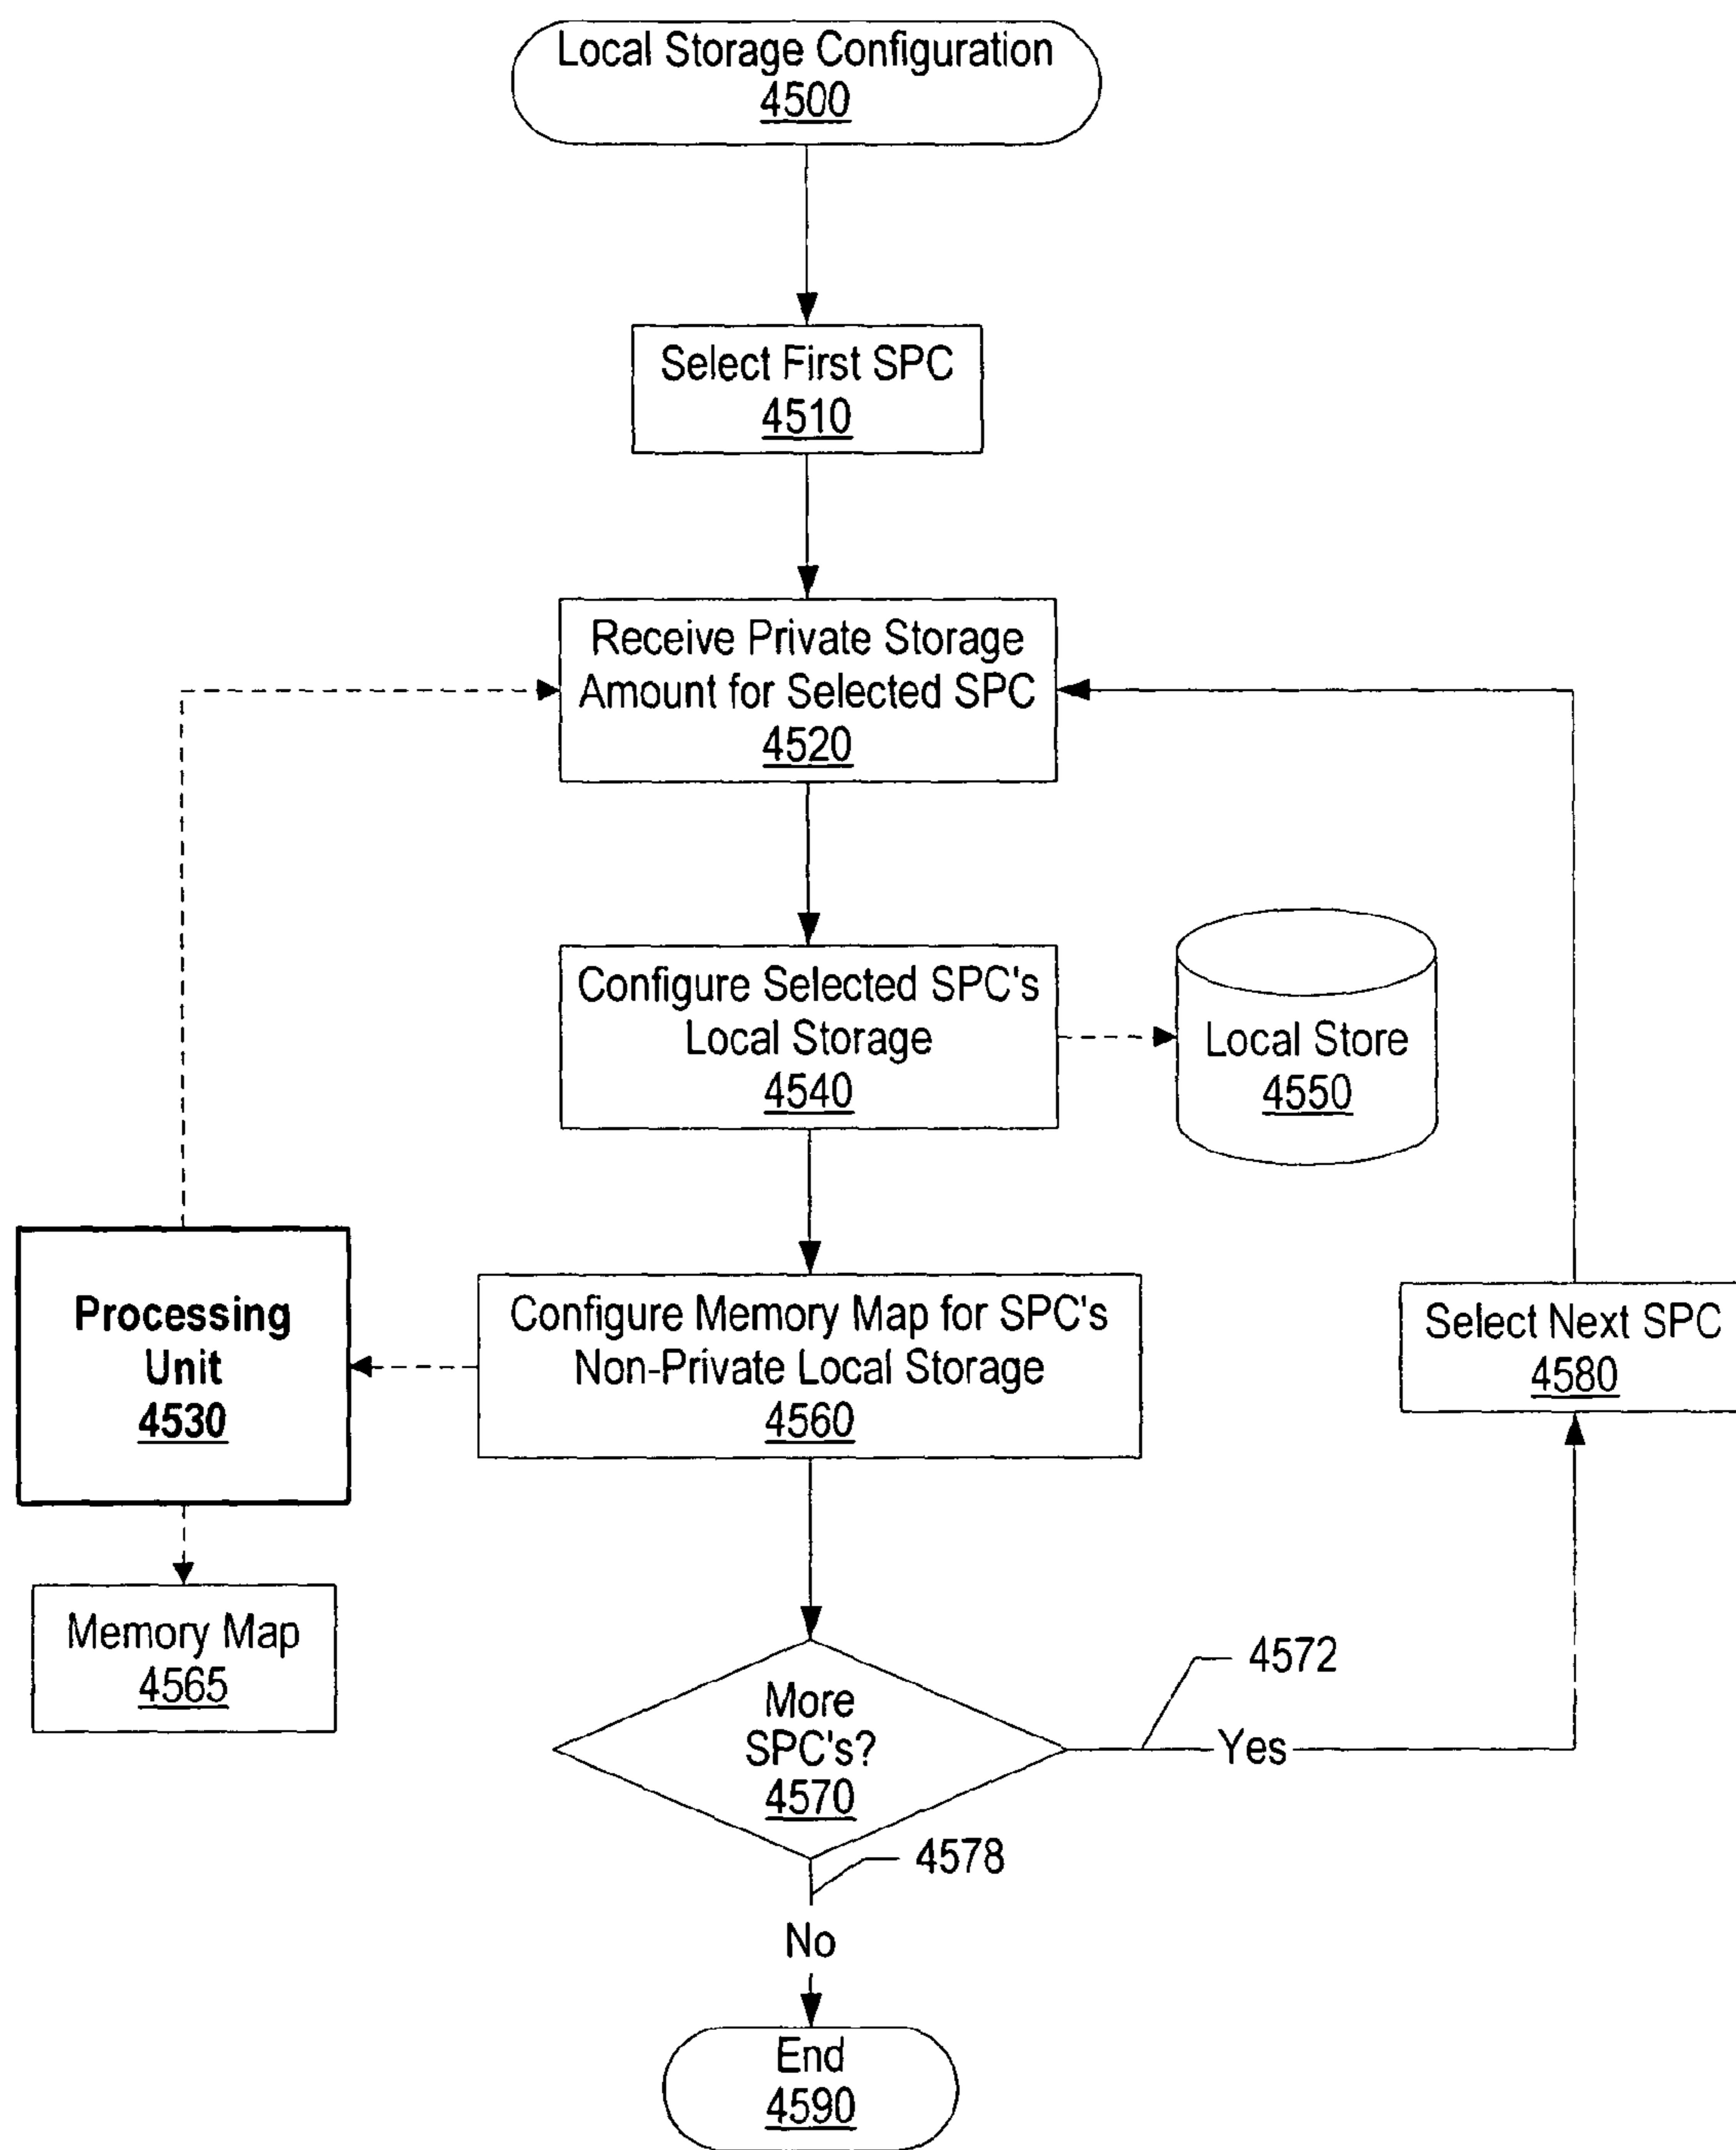 Local Storage Configuration
4500
Select First SPC
4510
Receive Private Storage
Amount for Selected SPC
4520
Configure Selected SPC's
Local Storage
4540
Local Store
4550
Processing
Unit
4530
Configure Memory Map for SPC's
Non-Private Local Storage
4560
Select Next SPC
4580
Memory Map
4565
More
SPC's?
4570
4572
Yes
4578
No
End
4590